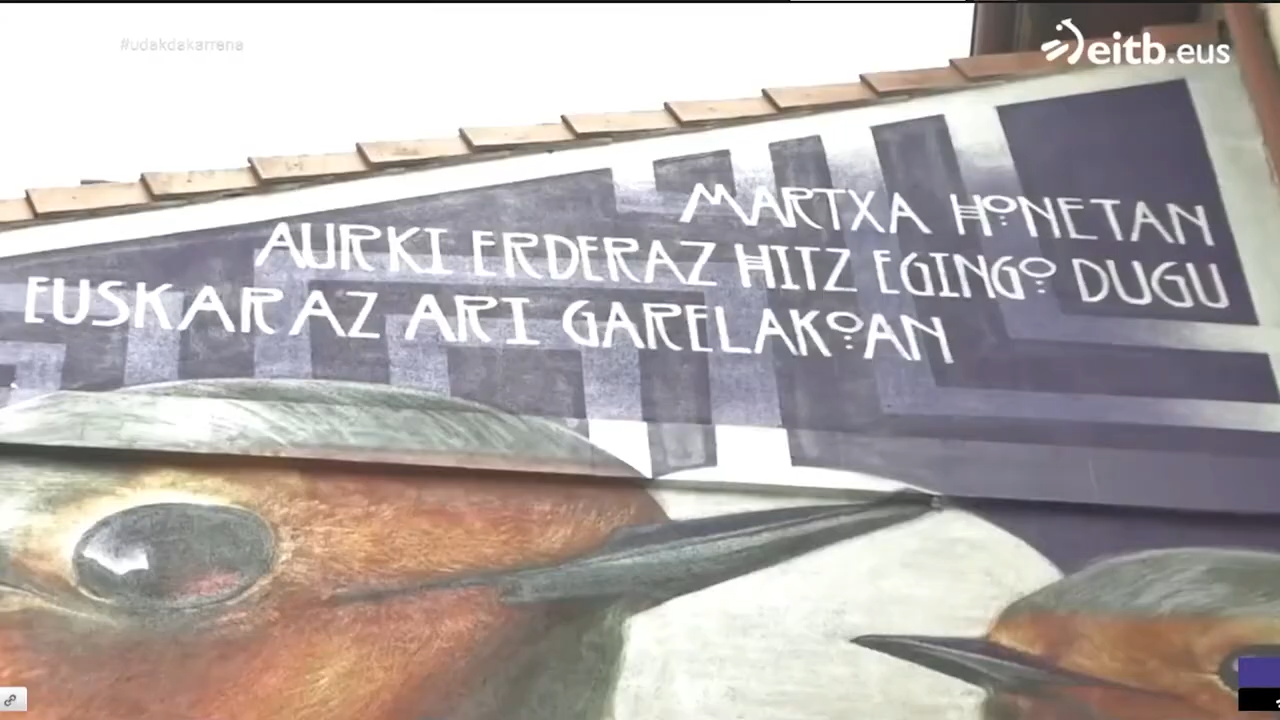 #udakdakarrena
eitb.eus
MARTXA HONETAN
AURKI ERDERAZ HITZ EGINGO DUGU
EUSKARAZ ARI GARELAKOAN